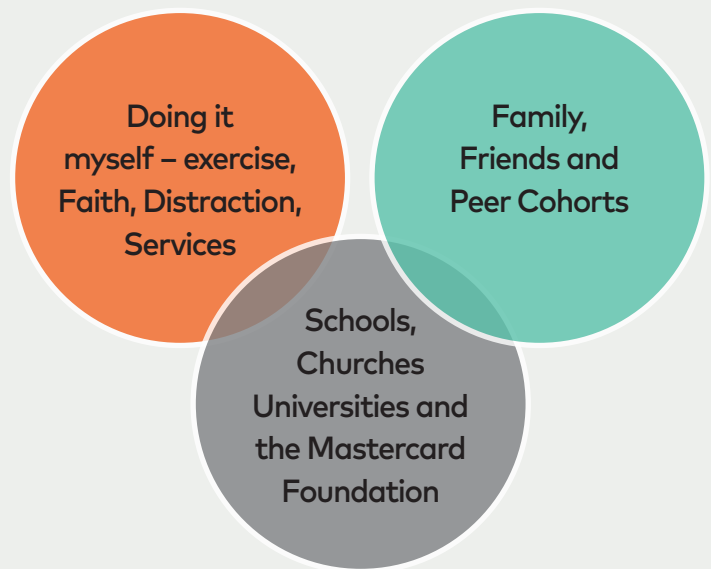 Doing it
myself – exercise,
Faith, Distraction,
Services
Family,
Friends and
Peer Cohorts
Schools,
Churches
Universities and
the Mastercard
Foundation